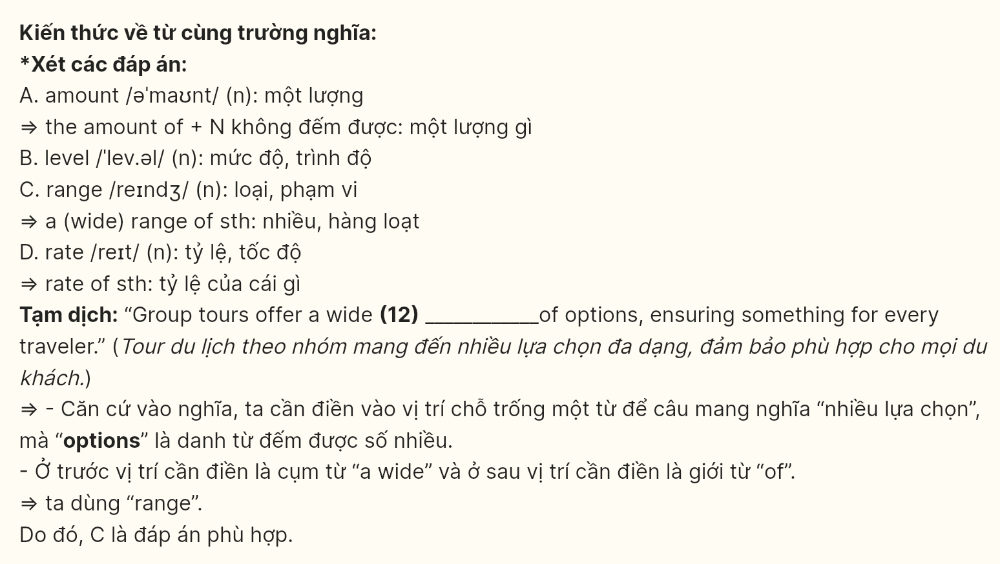 Kiến thức về từ cùng trường nghĩa:
*Xét các đáp án:
A. amount /əˈmaʊnt/ (n): một lượng
⇒ the amount of + N không đếm được: một lượng gì
B. level /ˈlev.əl/ (n): mức độ, trình độ
C. range /reɪndʒ/ (n): loại, phạm vi
⇒ a (wide) range of sth: nhiều, hàng loạt
D. rate /reɪt/ (n): tỷ lệ, tốc độ
⇒ rate of sth: tỷ lệ của cái gì
Tạm dịch: “Group tours offer a wide (12) ___________of options, ensuring something for every
traveler.” (Tour du lịch theo nhóm mang đến nhiều lựa chọn đa dạng, đảm bảo phù hợp cho mọi du
khách.)
⇒ - Căn cứ vào nghĩa, ta cần điền vào vị trí chỗ trống một từ để câu mang nghĩa “nhiều lựa chọn”,
mà “options” là danh từ đếm được số nhiều.
- Ở trước vị trí cần điền là cụm từ “a wide” và ở sau vị trí cần điền là giới từ “of”.
⇒ ta dùng “range”.
Do đó, C là đáp án phù hợp.